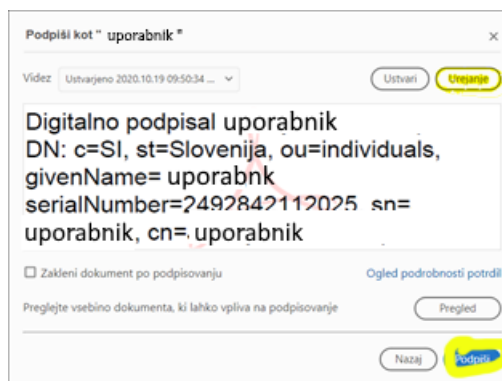 Podpiši kot " uporabnik "
Videz Ustvarjeno 2020.10.19 09:50:34 ... Ustvari Urejanje
Digitalno podpisal uporabnik
DN: c=SI, st=Slovenija, ou=individuals,
givenName= uporabnk
serialNumber=2492842112025, sn=
uporabnik, cn= uporabnik
Zakleni dokument po podpisovanju Ogled podrobnosti potrdil
Preglejte vsebino dokumenta, ki lahko vpliva na podpisovanje Pregled
Nazaj Podpiši